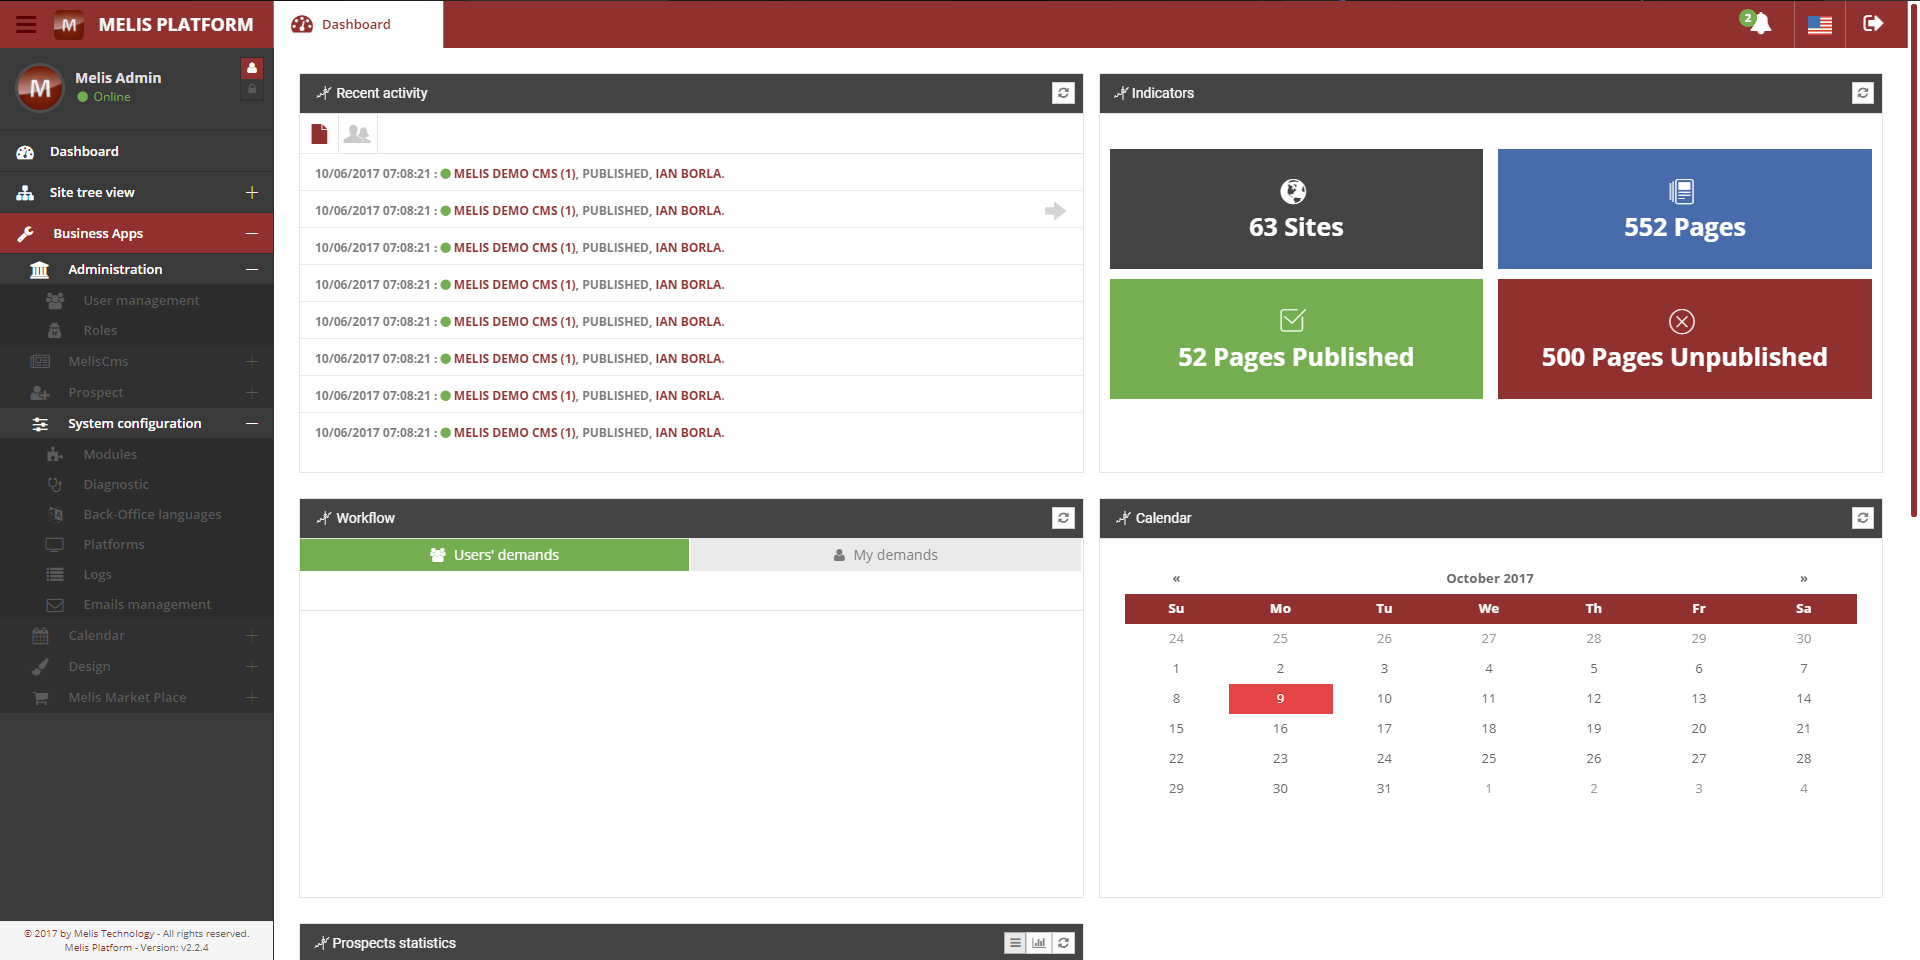 M MELIS PLATFORM
Dashboard
2
M
Melis Admin
Online
Dashboard
Site tree view
Business Apps
Administration
User management
Roles
MelisCms
Prospect
System configuration
Modules
Diagnostic
Back-Office languages
Platforms
Logs
Emails management
Calendar
Design
Melis Market Place
© 2017 by Melis Technology - All rights reserved.
Melis Platform - Version: v2.2.4
Recent activity
10/06/2017 07:08:21 : MELIS DEMO CMS (1), PUBLISHED, IAN BORLA.
10/06/2017 07:08:21 : MELIS DEMO CMS (1), PUBLISHED, IAN BORLA.
10/06/2017 07:08:21 : MELIS DEMO CMS (1), PUBLISHED, IAN BORLA.
10/06/2017 07:08:21 : MELIS DEMO CMS (1), PUBLISHED, IAN BORLA.
10/06/2017 07:08:21 : MELIS DEMO CMS (1), PUBLISHED, IAN BORLA.
10/06/2017 07:08:21 : MELIS DEMO CMS (1), PUBLISHED, IAN BORLA.
10/06/2017 07:08:21 : MELIS DEMO CMS (1), PUBLISHED, IAN BORLA.
10/06/2017 07:08:21 : MELIS DEMO CMS (1), PUBLISHED, IAN BORLA.
Indicators
63 Sites
552 Pages
52 Pages Published
500 Pages Unpublished
Workflow
Users' demands
My demands
Calendar
« October 2017 »
Su Mo Tu We Th Fr Sa
24 25 26 27 28 29 30
1 2 3 4 5 6 7
8 9 10 11 12 13 14
15 16 17 18 19 20 21
22 23 24 25 26 27 28
29 30 31 1 2 3 4
Prospects statistics